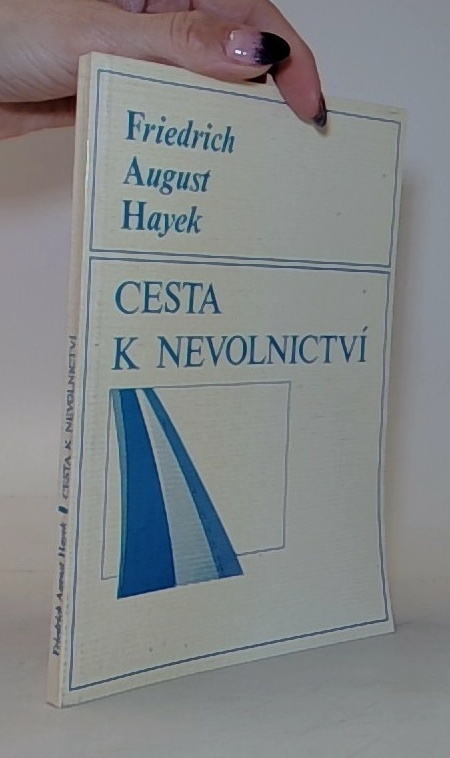 Friedrich
August
Hayek
CESTA
K NEVOLNICTVÍ
Friedrich August Hayek CESTA K NEVOLNICTVÍ